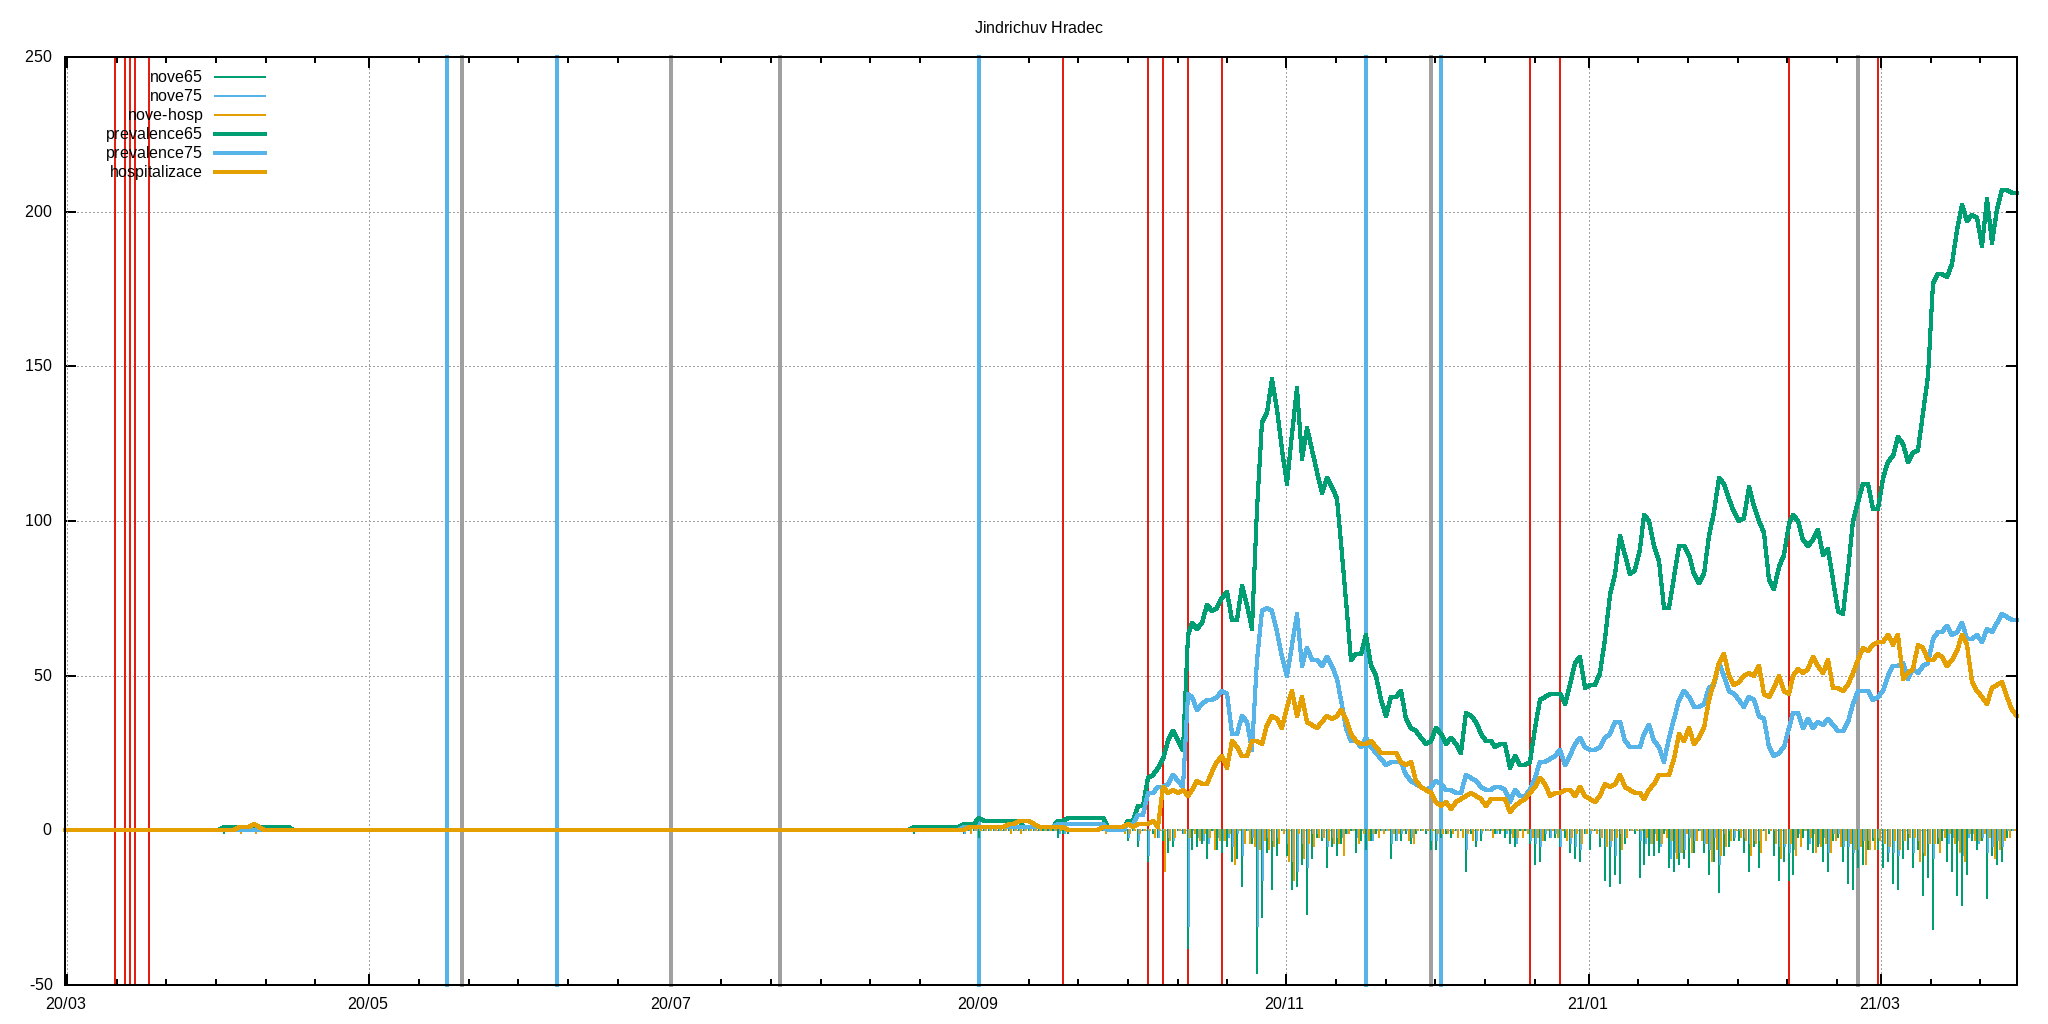 Jindrichuv Hradec
250
200
150
100
50
0
-50
nove65
nove75
nove-hosp
prevalence65
prevalence75
hospitalizace
20/03 20/05 20/07 20/09 20/11 21/01 21/03